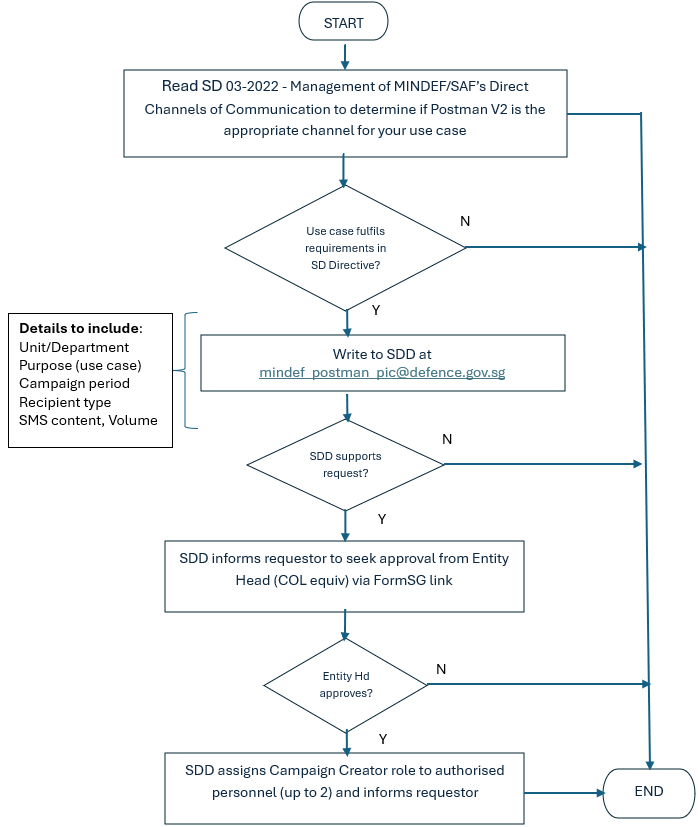 START
Read SD 03-2022 - Management of MINDEF/SAF's Direct
Channels of Communication to determine if Postman V2 is the
appropriate channel for your use case
Use case fulfils
requirements in
SD Directive?
N
Y
Details to include:
Unit/Department
Purpose (use case)
Campaign period
Recipient type
SMS content, Volume
Write to SDD at
mindef_postman_pic@defence.gov.sg
SDD supports
request?
N
Y
SDD informs requestor to seek approval from Entity
Head (COL equiv) via FormSG link
Entity Hd
approves?
N
Y
SDD assigns Campaign Creator role to authorised
personnel (up to 2) and informs requestor
END